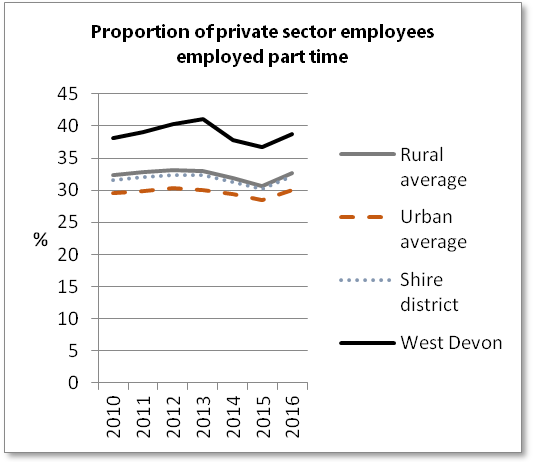 Proportion of private sector employees
employed part time
45
40
35
30
25
20
15
10
5
0
%
2010
2011
2012
2013
2014
2015
2016
Rural
average
Urban
average
Shire
district
West Devon